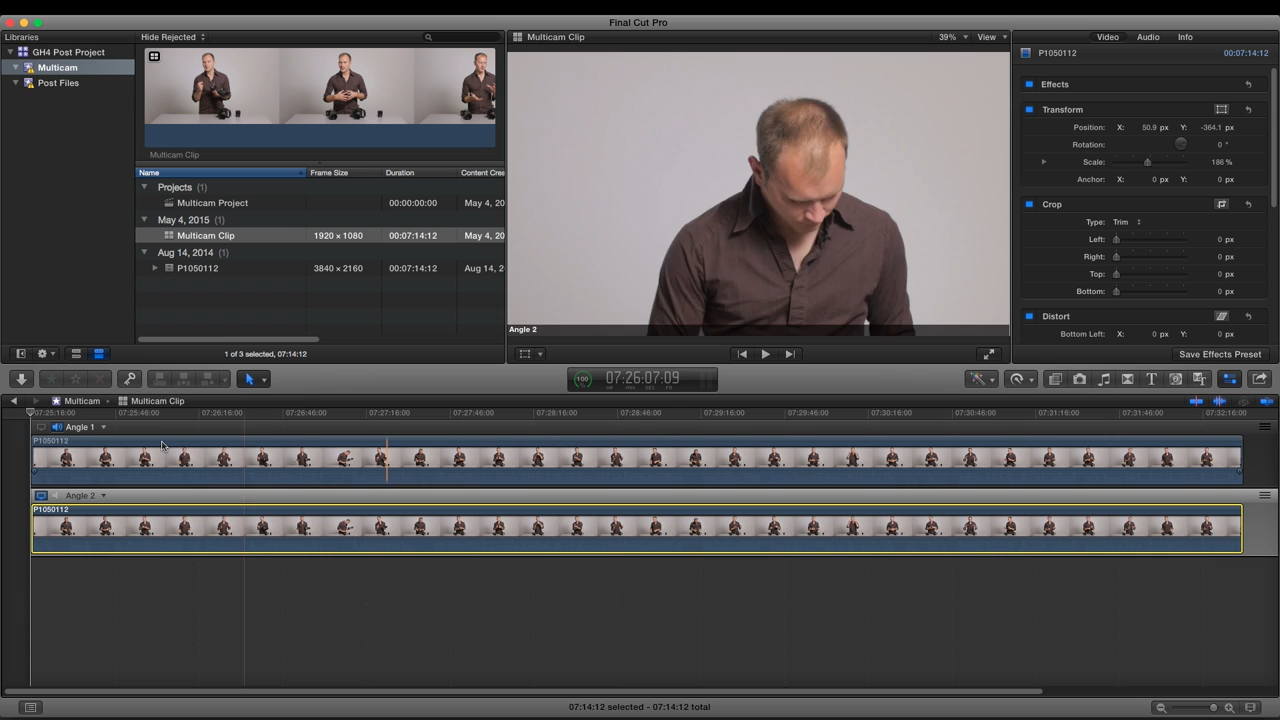 Final Cut Pro
Libraries
Hide Rejected
Multicam Clip
39%
View
Video
Audio
Info
GH4 Post Project
Multicam
Post Files
P1050112
00:07:14:12
Effects
Transform
Position: X: 50.9 px Y: -364.1 px
Rotation: 0 °
Scale: 186 %
Anchor: X: 0 px Y: 0 px
Multicam Clip
Name
Frame Size
Duration
Content Crea
Projects (1)
Multicam Project 00:00:00:00 May 4, 20
May 4, 2015 (1)
Multicam Clip 1920 × 1080 00:07:14:12 May 4, 20
Aug 14, 2014 (1)
P1050112 3840 × 2160 00:07:14:12 Aug 14, 2
Crop
Type: Trim
Left: 0 px
Right: 0 px
Top: 0 px
Bottom: 0 px
Distort
Bottom Left: X: 0 px Y: 0 px
Angle 2
1 of 3 selected, 07:14:12
Save Effects Preset
100
07:26:07:09
HR MIN SEC FR
Multicam
Multicam Clip
07:25:16:00 07:25:46:00 07:26:16:00 07:26:46:00 07:27:16:00 07:27:46:00 07:28:16:00 07:28:46:00 07:29:16:00 07:29:46:00 07:30:16:00 07:30:46:00 07:31:16:00 07:31:46:00 07:32:16:00
Angle 1
P1050112
Angle 2
P1050112
07:14:12 selected - 07:14:12 total